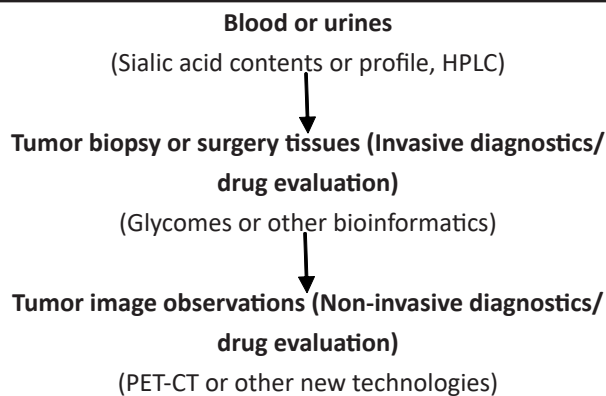 Blood or urines
(Sialic acid contents or profile, HPLC)
Tumor biopsy or surgery tissues (Invasive diagnostics/
drug evaluation)
(Glycomes or other bioinformatics)
Tumor image observations (Non-invasive diagnostics/
drug evaluation)
(PET-CT or other new technologies)